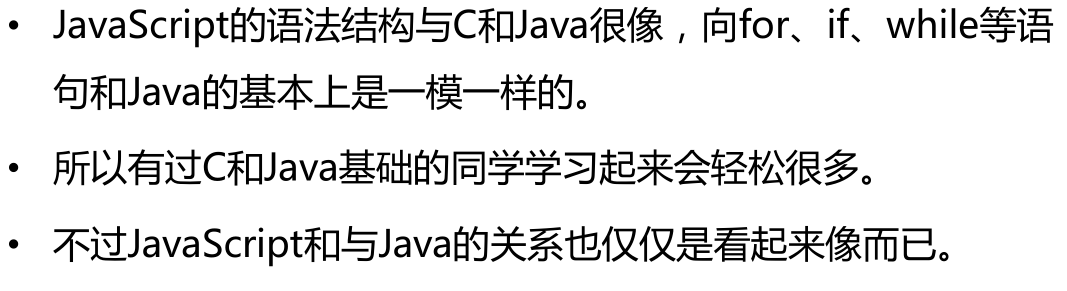 • JavaScript的语法结构与C和Java很像，向for、if、while等语
句和Java的基本上是一模一样的。
• 所以有过C和Java基础的同学学习起来会轻松很多。
• 不过JavaScript和与Java的关系也仅仅是看起来像而已。